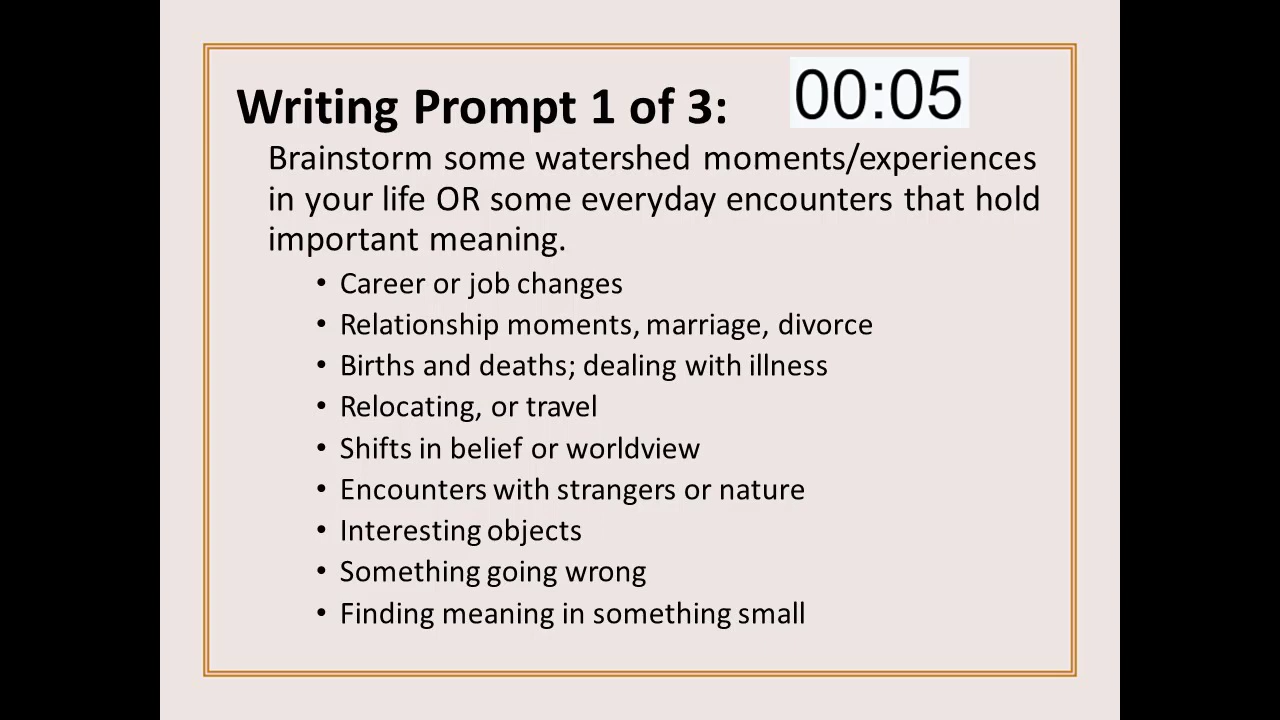 Writing Prompt 1 of 3:
00:05
Brainstorm some watershed moments/experiences
in your life OR some everyday encounters that hold
important meaning.
• Career or job changes
• Relationship moments, marriage, divorce
• Births and deaths; dealing with illness
• Relocating, or travel
• Shifts in belief or worldview
• Encounters with strangers or nature
• Interesting objects
• Something going wrong
• Finding meaning in something small